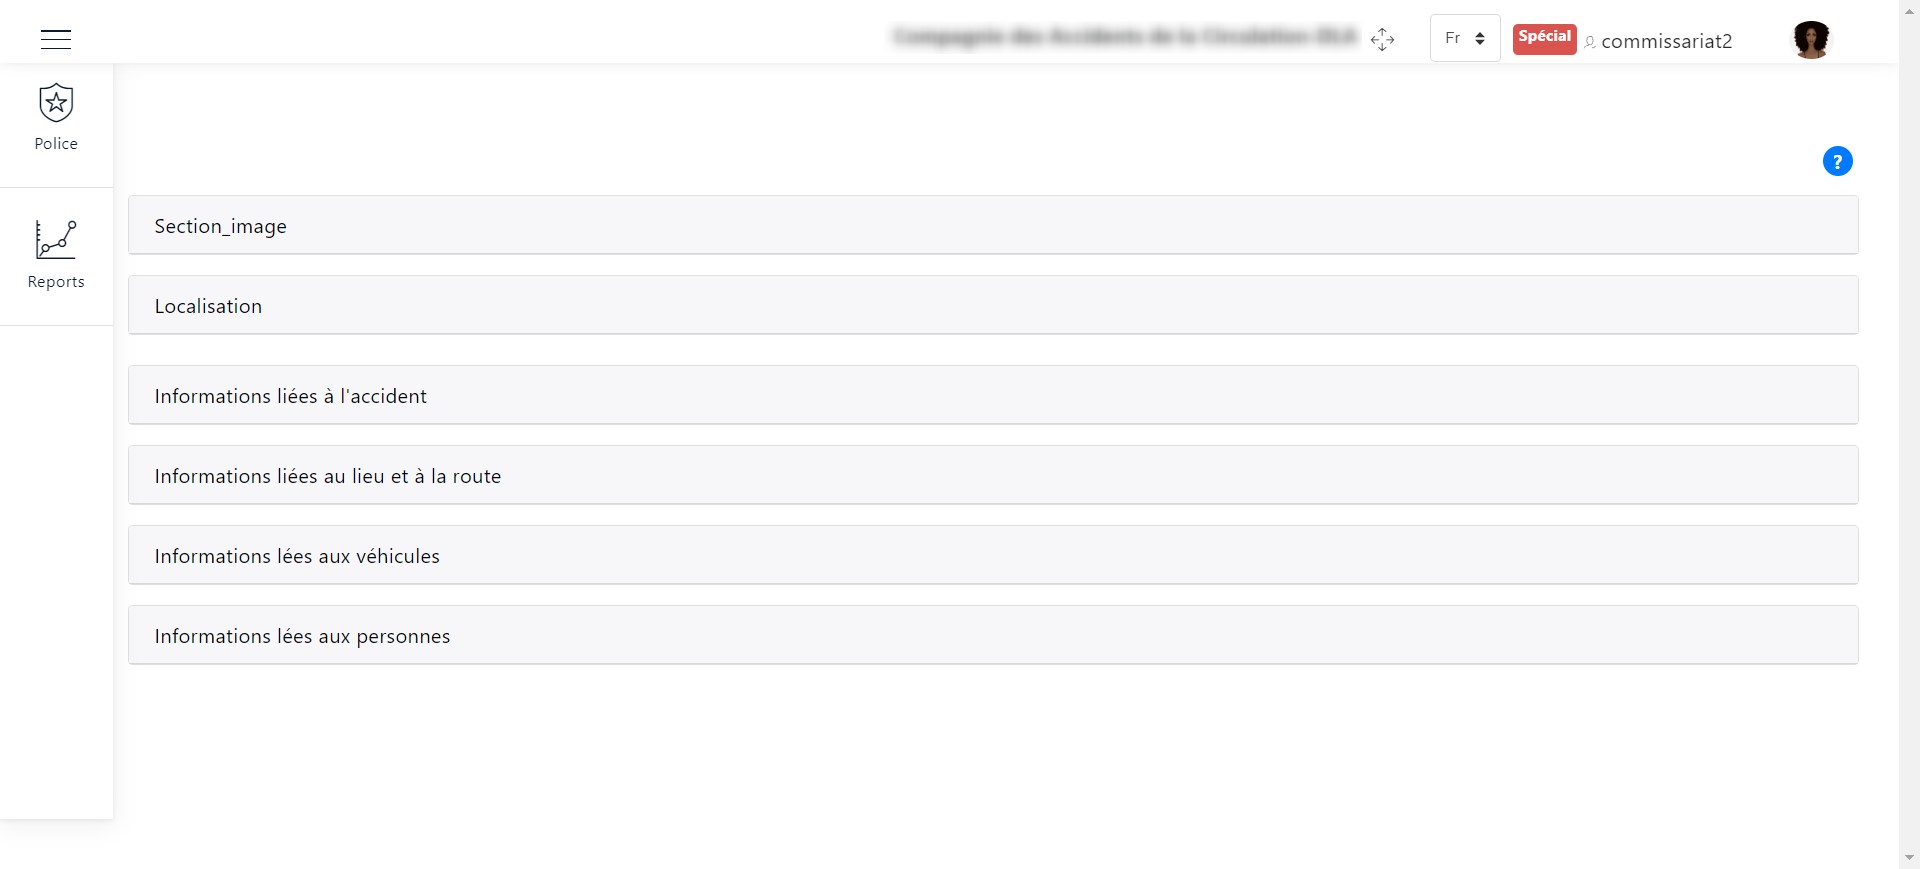 Fr
Spécial
commissariat2
Police
Reports
?
Section_image
Localisation
Informations liées à l'accident
Informations liées au lieu et à la route
Informations lées aux véhicules
Informations lées aux personnes